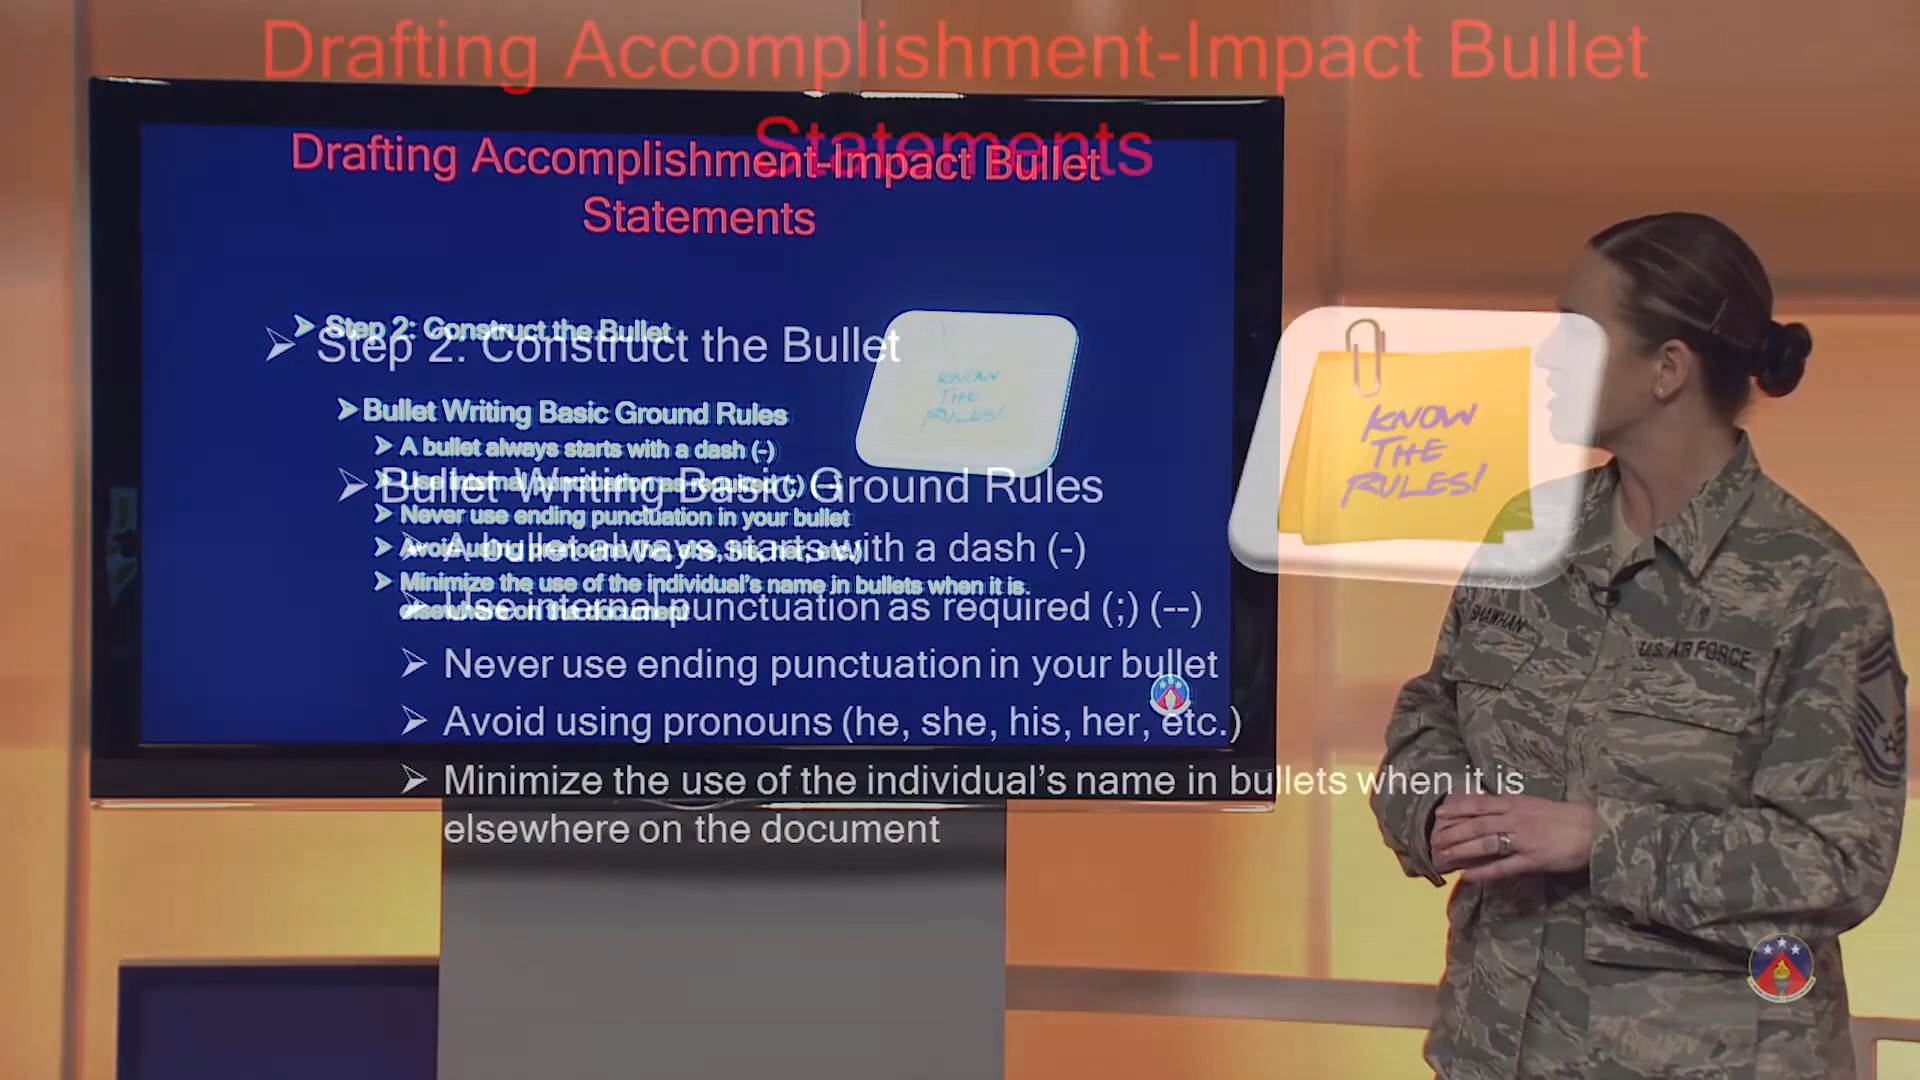 Drafting Accomplishment-Impact Bullet
Statements
Step 2: Construct the Bullet
Bullet Writing Basic Ground Rules
A bullet always starts with a dash (-)
Use internal punctuation as required (;) (--)
Never use ending punctuation in your bullet
Avoid using pronouns (he, she, his, her, etc.)
Minimize the use of the individual's name in bullets when it is
elsewhere on the document
KNOW
THE
RULES!
Drafting Accomplishment-Impact Bullet
Statements
Step 2: Construct the Bullet
Bullet Writing Basic Ground Rules
A bullet always starts with a dash (-)
Use internal punctuation as required (;) (--)
Never use ending punctuation in your bullet
Avoid using pronouns (he, she, his, her, etc.)
Minimize the use of the individual's name in bullets when it is
elsewhere on the document
KNOW
THE
RULES!
SHAWHAN
U.S. AIR FORCE